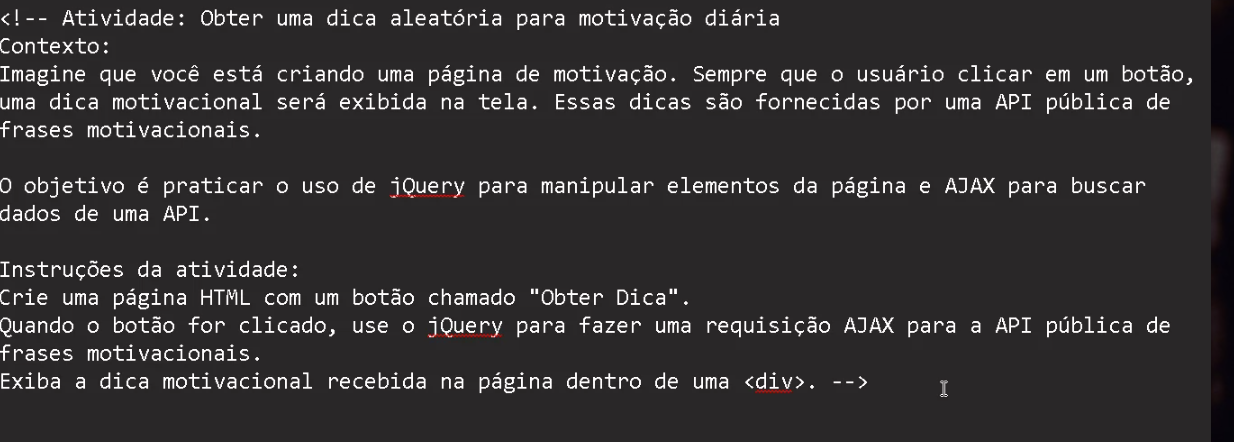 <!-- Atividade: Obter uma dica aleatória para motivação diária
Contexto:
Imagine que você está criando uma página de motivação. Sempre que o usuário clicar em um botão,
uma dica motivacional será exibida na tela. Essas dicas são fornecidas por uma API pública de
frases motivacionais.
O objetivo é praticar o uso de jQuery para manipular elementos da página e AJAX para buscar
dados de uma API.
Instruções da atividade:
Crie uma página HTML com um botão chamado "Obter Dica".
Quando o botão for clicado, use o jQuery para fazer uma requisição AJAX para a API pública de
frases motivacionais.
Exiba a dica motivacional recebida na página dentro de uma <div>. -->